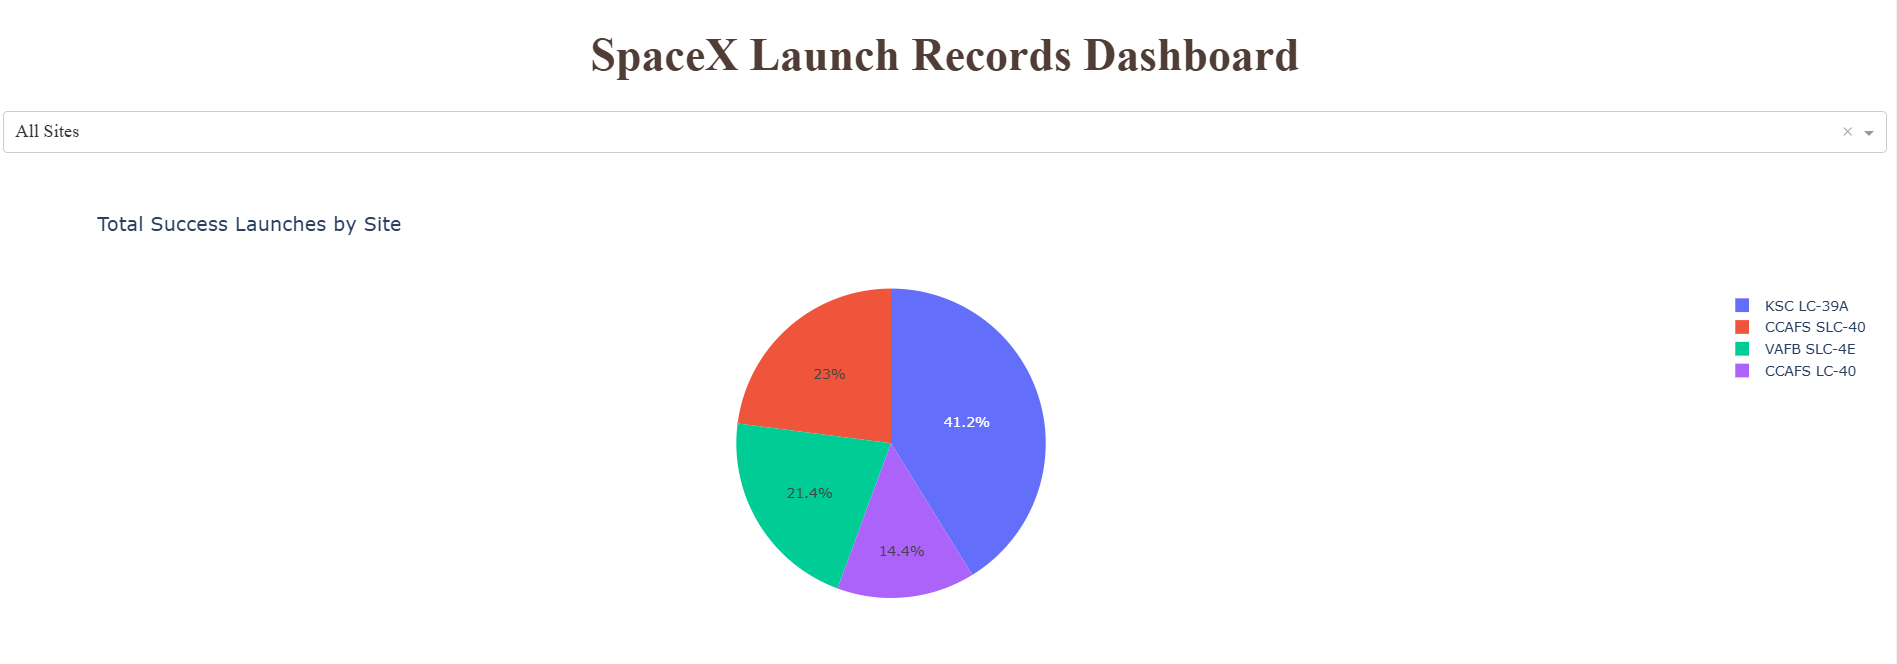 SpaceX Launch Records Dashboard
All Sites
Total Success Launches by Site
KSC LC-39A
CCAFS SLC-40
VAFB SLC-4E
CCAFS LC-40
23%
41.2%
21.4%
14.4%